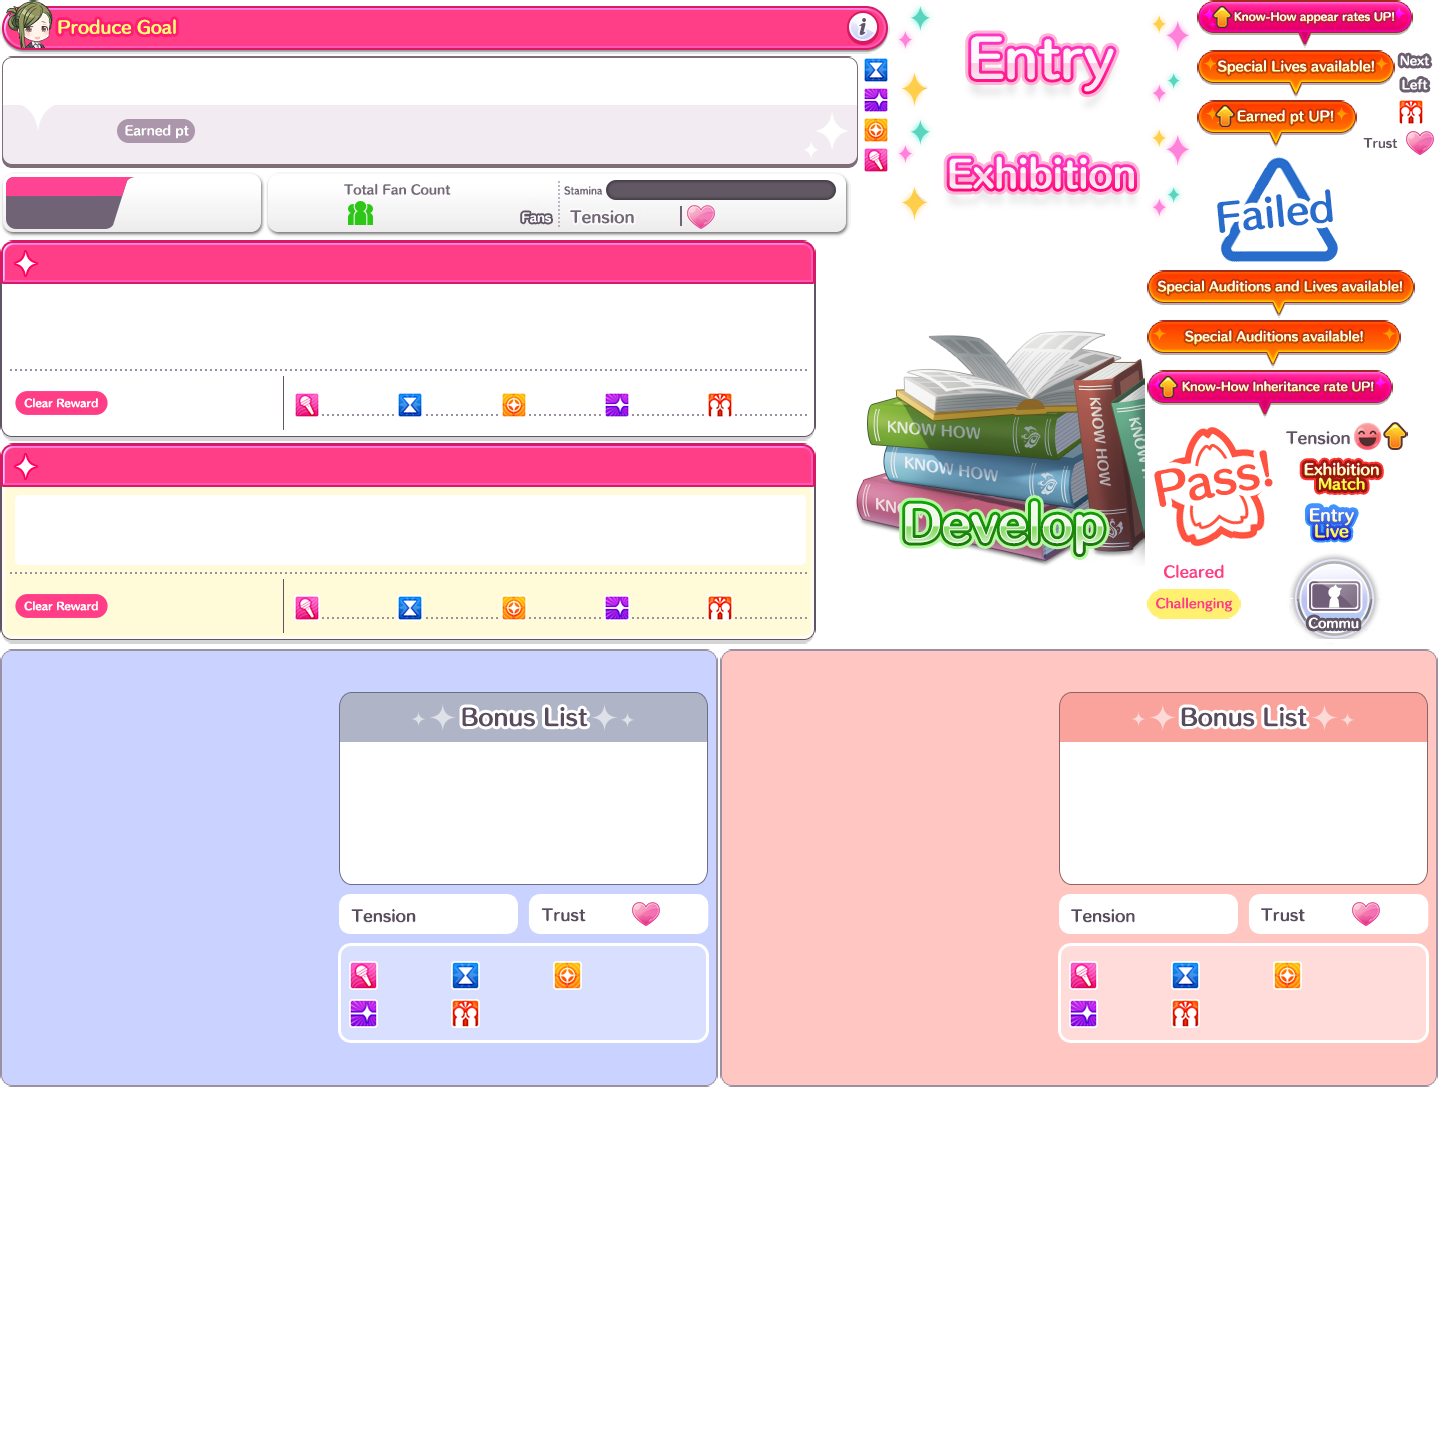 Produce Goal
i
Earned pt
Total Fan Count
Fans
Stamina
Tension
Clear Reward
Clear Reward
Entry
Exhibition
KNOW HOW
KNOW HOW
KNOW HOW
KNOW
KNO
Develop
Know-How appear rates UP!
Special Lives available!
Next
Left
Earned pt UP!
Trust
Failed
Special Auditions and Lives available!
Special Auditions available!
Know-How Inheritance rate UP!
Pass!
Tension
Exhibition
Match
Entry
Live
Cleared
Challenging
Commu
Bonus List
Tension
Trust
Bonus List
Tension
Trust